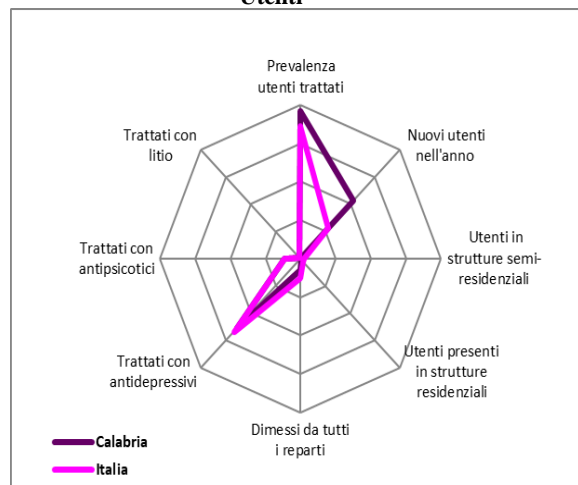 Utenti
Prevalenza
utenti trattati
Nuovi utenti
nell'anno
Utenti in
strutture semi-
residenziali
Utenti presenti
in strutture
residenziali
Dimessi da tutti
i reparti
Trattati con
antidepressivi
Trattati con
antipsicotici
Trattati con
litio
Calabria
Italia